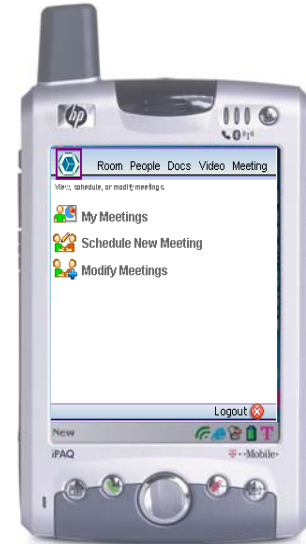 hp
Room People Docs Video Meeting
View, schedule, or modify meetings.
My Meetings
Schedule New Meeting
Modify Meetings
Logout
New
T
iPAQ
T··Mobile·